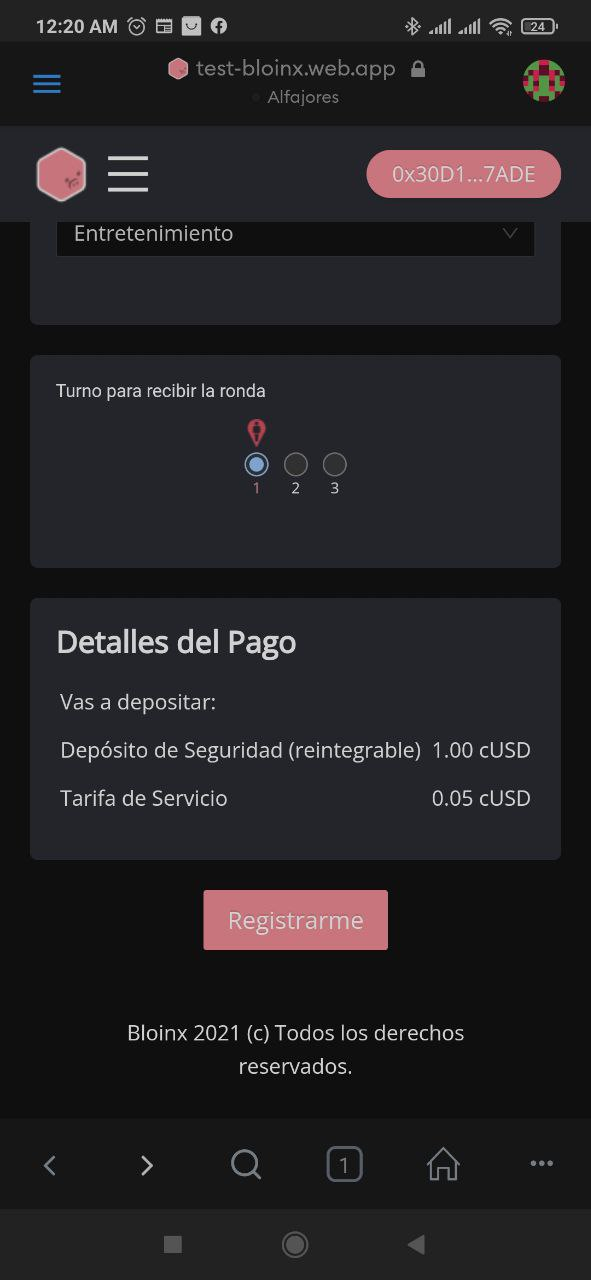 12:20 AM
24
test-bloinx.web.app
Alfajores
0x30D1...7ADE
Entretenimiento
Turno para recibir la ronda
1 2 3
Detalles del Pago
Vas a depositar:
Depósito de Seguridad (reintegrable) 1.00 cUSD
Tarifa de Servicio 0.05 cUSD
Registrarme
Bloinx 2021 (c) Todos los derechos
reservados.
1